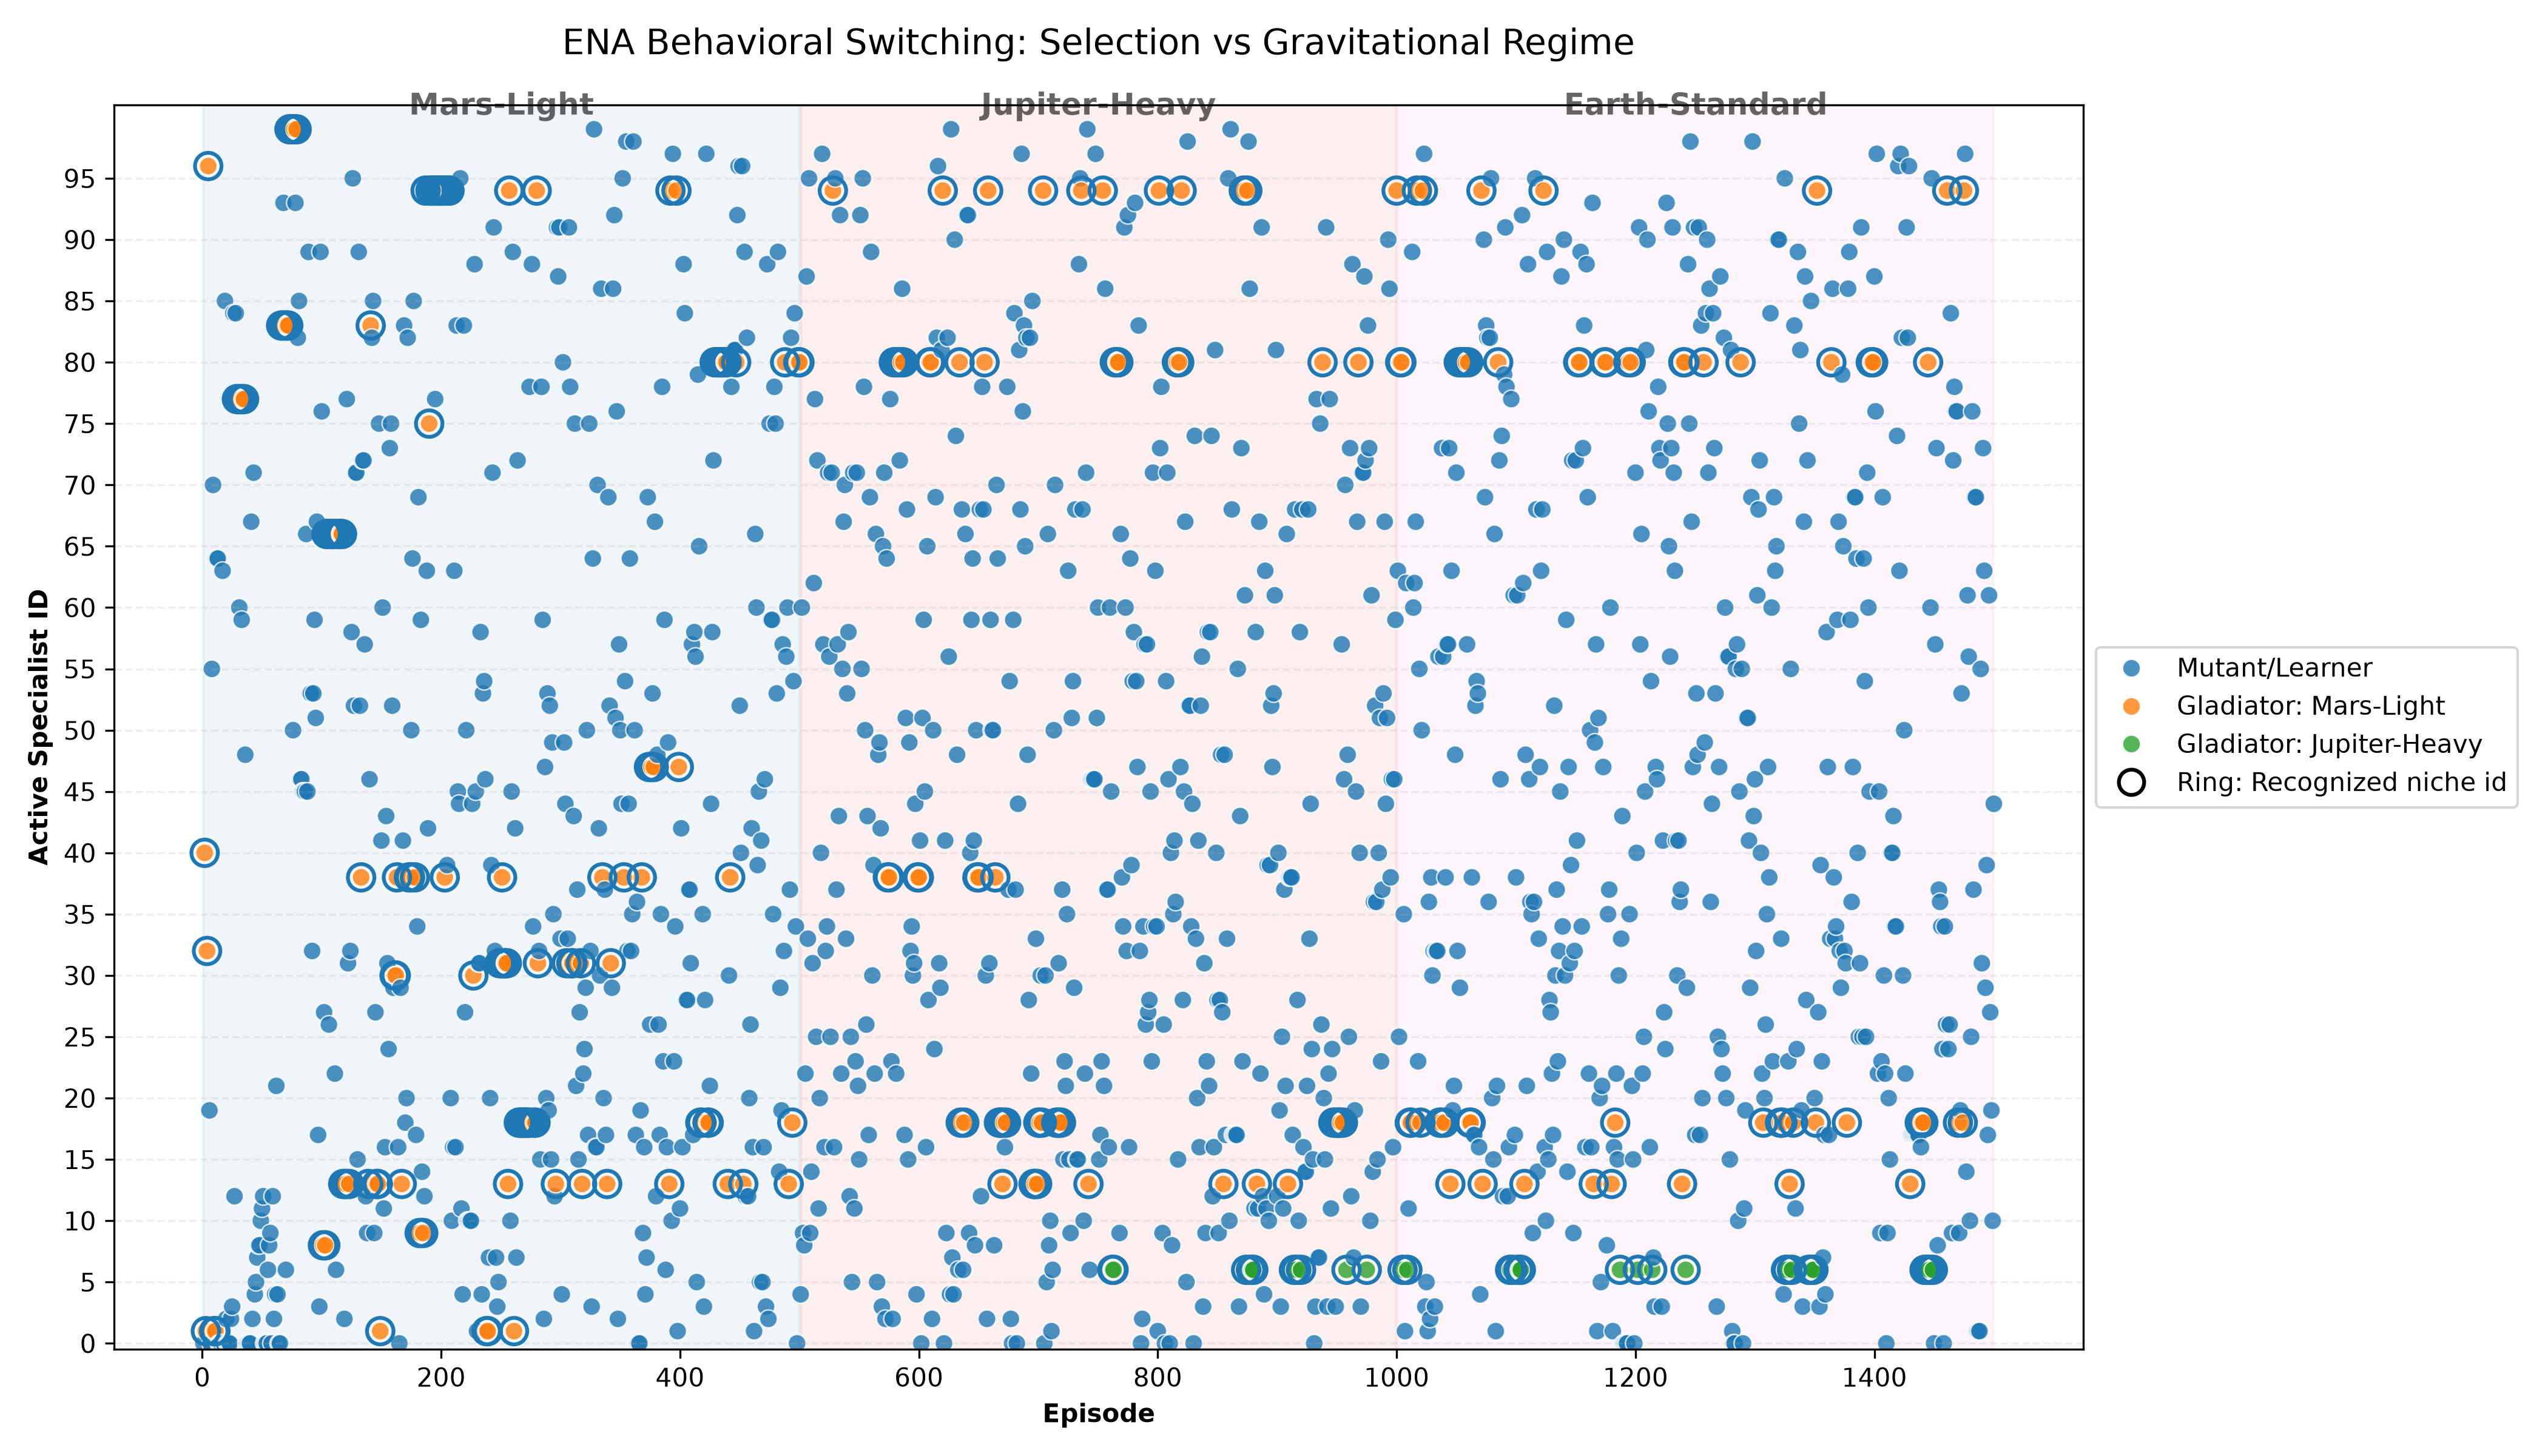 ENA Behavioral Switching: Selection vs Gravitational Regime
Mars-Light
Jupiter-Heavy
Earth-Standard
95
90
85
80
75
70
65
60
55
50
45
40
35
30
25
20
15
10
5
0
Active Specialist ID
0
200
400
600
800
1000
1200
1400
Episode
Mutant/Learner
Gladiator: Mars-Light
Gladiator: Jupiter-Heavy
Ring: Recognized niche id